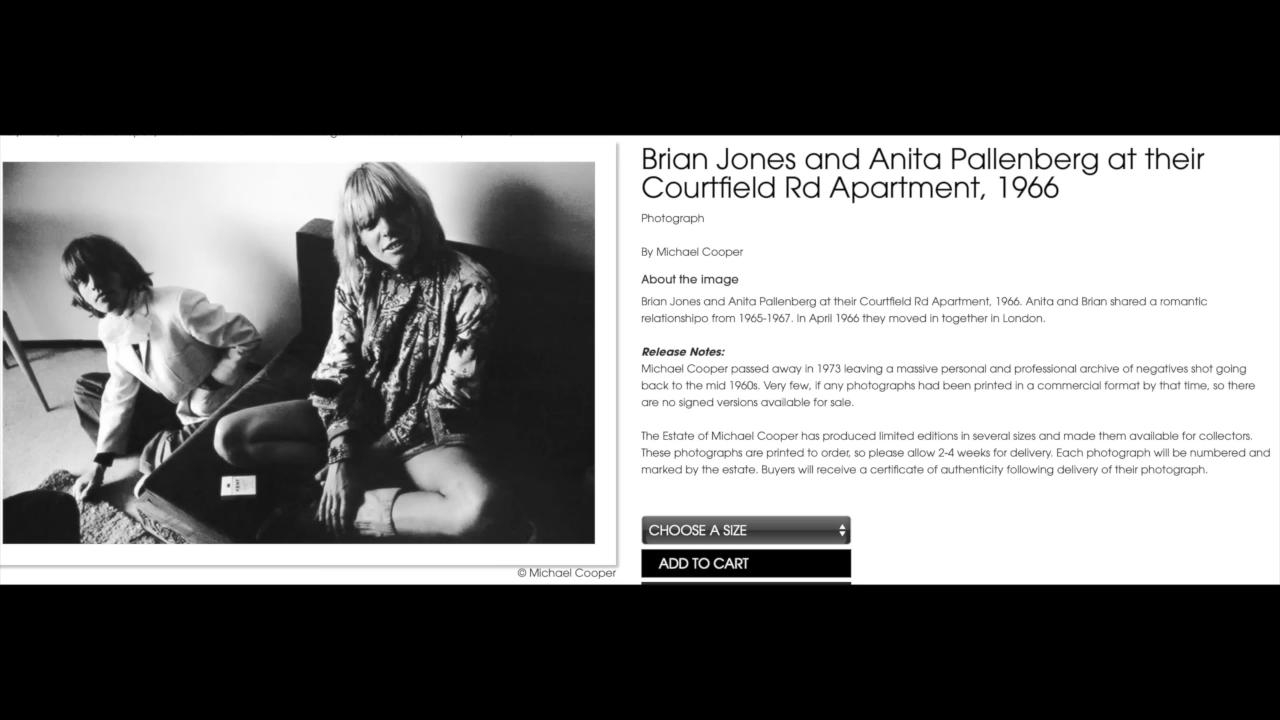 Brian Jones and Anita Pallenberg at their
Courtfield Rd Apartment, 1966
Photograph
By Michael Cooper
About the image
Brian Jones and Anita Pallenberg at their Courtfield Rd Apartment, 1966. Anita and Brian shared a romantic
relationshipo from 1965-1967. In April 1966 they moved in together in London.
Release Notes:
Michael Cooper passed away in 1973 leaving a massive personal and professional archive of negatives shot going
back to the mid 1960s. Very few, if any photographs had been printed in a commercial format by that time, so there
are no signed versions available for sale.
The Estate of Michael Cooper has produced limited editions in several sizes and made them available for collectors.
These photographs are printed to order, so please allow 2-4 weeks for delivery. Each photograph will be numbered and
marked by the estate. Buyers will receive a certificate of authenticity following delivery of their photograph.
CHOOSE A SIZE
ADD TO CART
KENT
© Michael Cooper